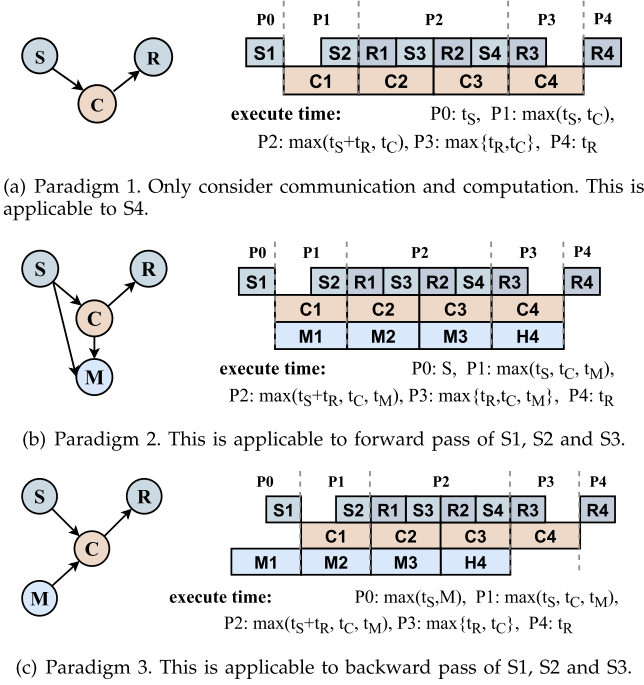 P0 P1 P2 P3 P4
S R C
S1 S2 R1 S3 R2 S4 R3 R4
C1 C2 C3 C4
execute time: P0: tS, P1: max(tS, tC),
P2: max(tS+tR, tC), P3: max{tR,tC}, P4: tR
(a) Paradigm 1. Only consider communication and computation. This is
applicable to S4.
P0 P1 P2 P3 P4
S R C M
S1 S2 R1 S3 R2 S4 R3 R4
C1 C2 C3 C4
M1 M2 M3 H4
execute time: P0: S, P1: max(tS, tC, tM),
P2: max(tS+tR, tC, tM), P3: max{tR,tC, tM}, P4: tR
(b) Paradigm 2. This is applicable to forward pass of S1, S2 and S3.
P0 P1 P2 P3 P4
S R C M
S1 S2 R1 S3 R2 S4 R3 R4
C1 C2 C3 C4
M1 M2 M3 H4
execute time: P0: max(tS,M), P1: max(tS, tC, tM),
P2: max(tS+tR, tC, tM), P3: max{tR, tC}, P4: tR
(c) Paradigm 3. This is applicable to backward pass of S1, S2 and S3.